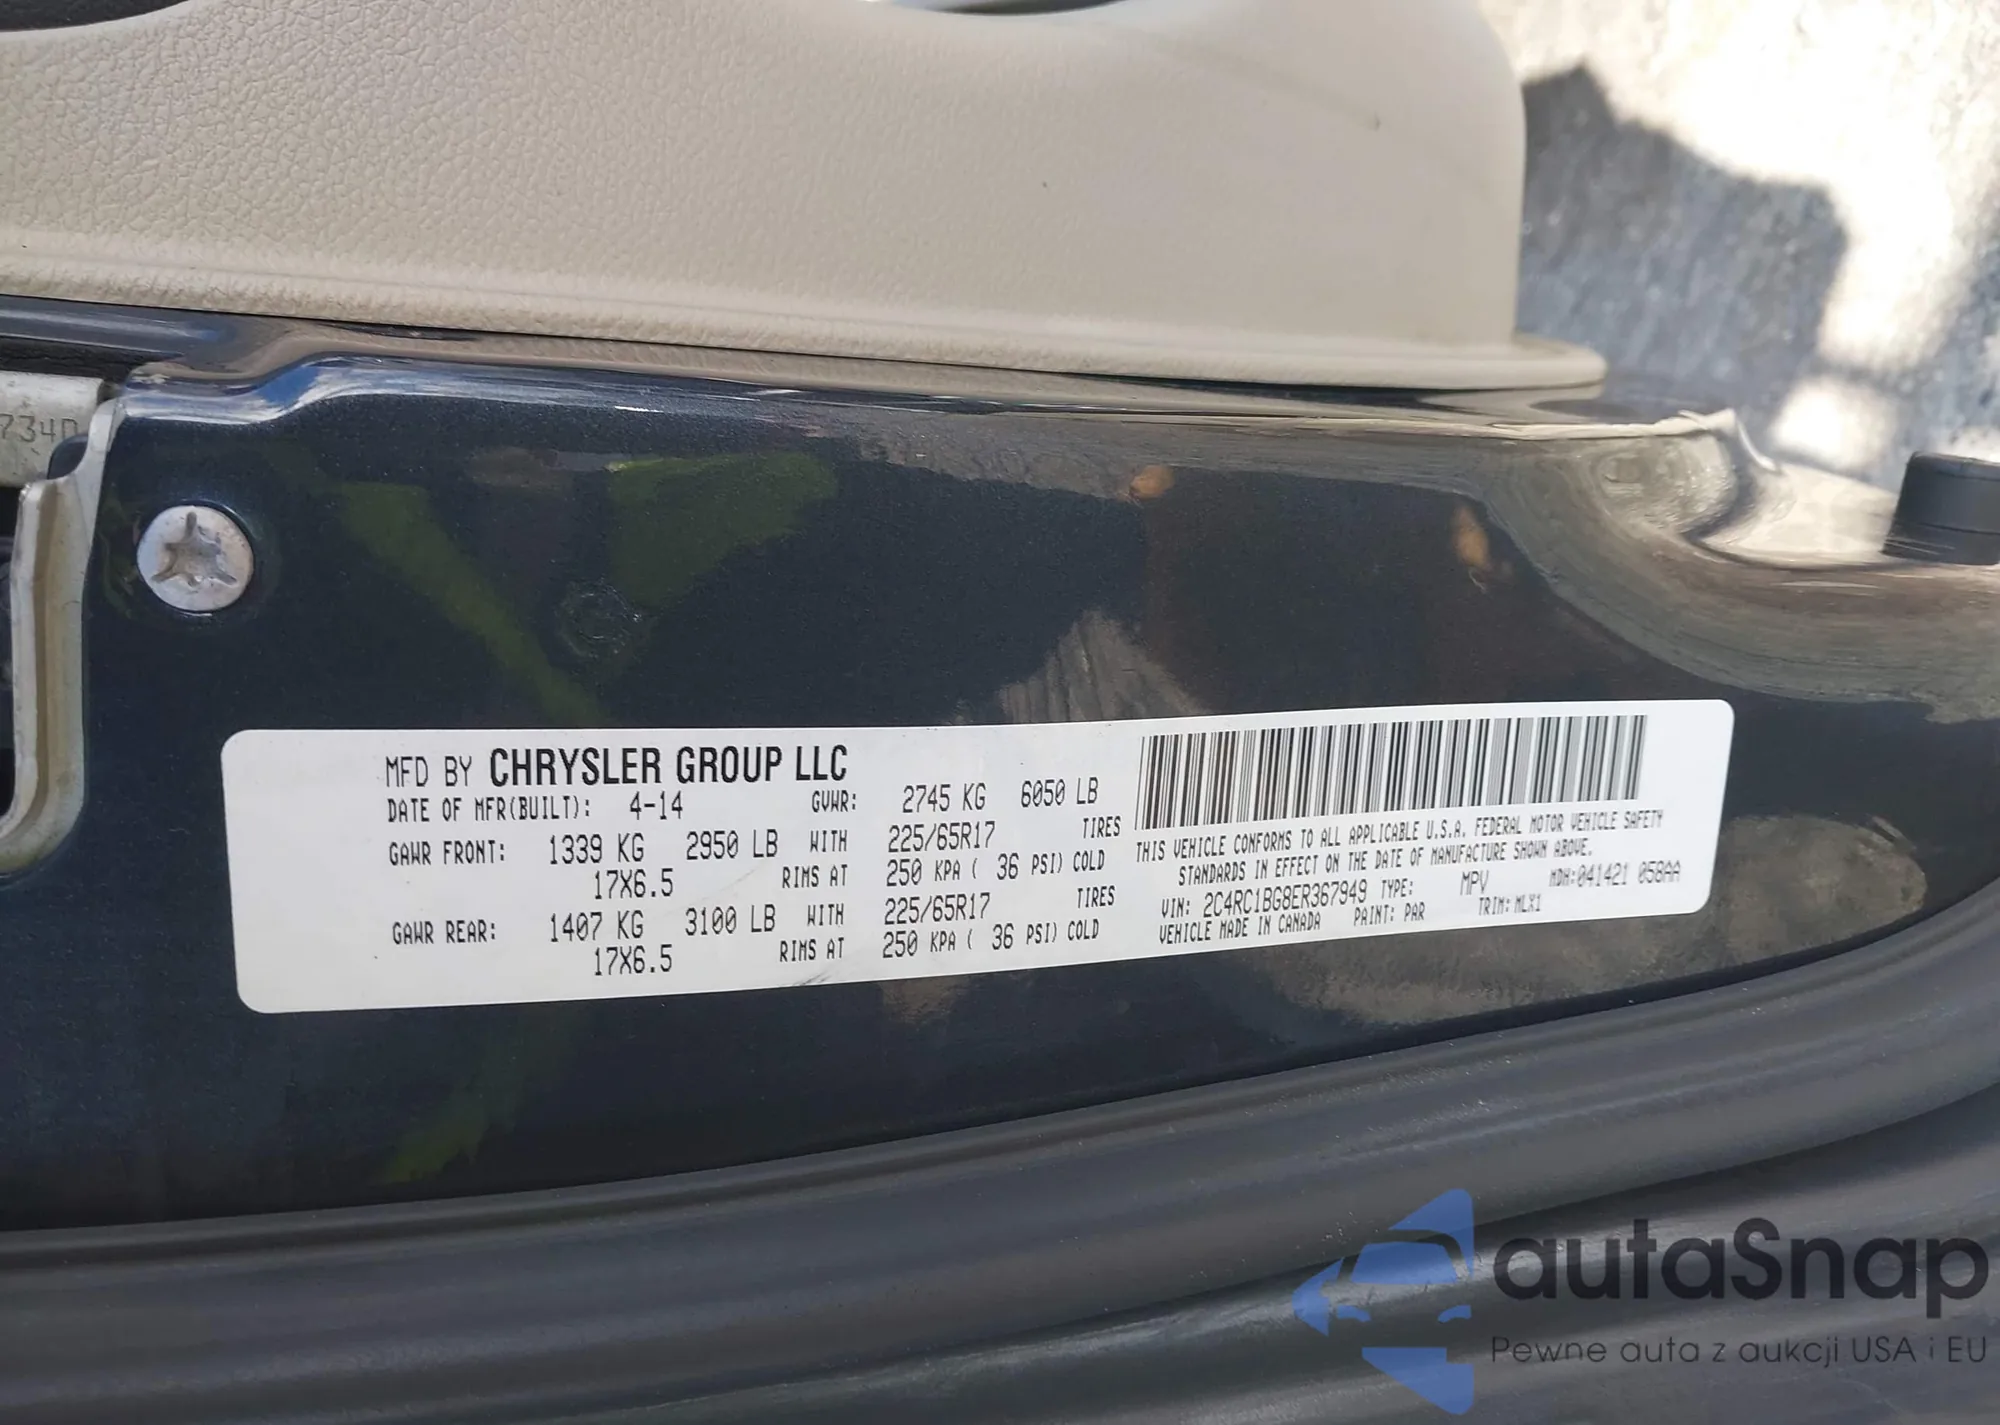 734D
MFD BY CHRYSLER GROUP LLC
DATE OF MFR(BUILT): 4-14 GVWR: 2745 KG 6050 LB
GAWR FRONT: 1339 KG 2950 LB WITH 225/65R17 TIRES
17X6.5 RIMS AT 250 KPA ( 36 PSI) COLD
GAWR REAR: 1407 KG 3100 LB WITH 225/65R17 TIRES
17X6.5 RIMS AT 250 KPA ( 36 PSI) COLD
THIS VEHICLE CONFORMS TO ALL APPLICABLE U.S.A. FEDERAL MOTOR VEHICLE SAFETY
STANDARDS IN EFFECT ON THE DATE OF MANUFACTURE SHOWN ABOVE.
VIN: 2C4RC1BG8ER367949 TYPE: MPV MDH:041421 058AA
VEHICLE MADE IN CANADA PAINT: PAR TRIM: MLX1
autaSnap
Pewne auta z aukcji USA i EU